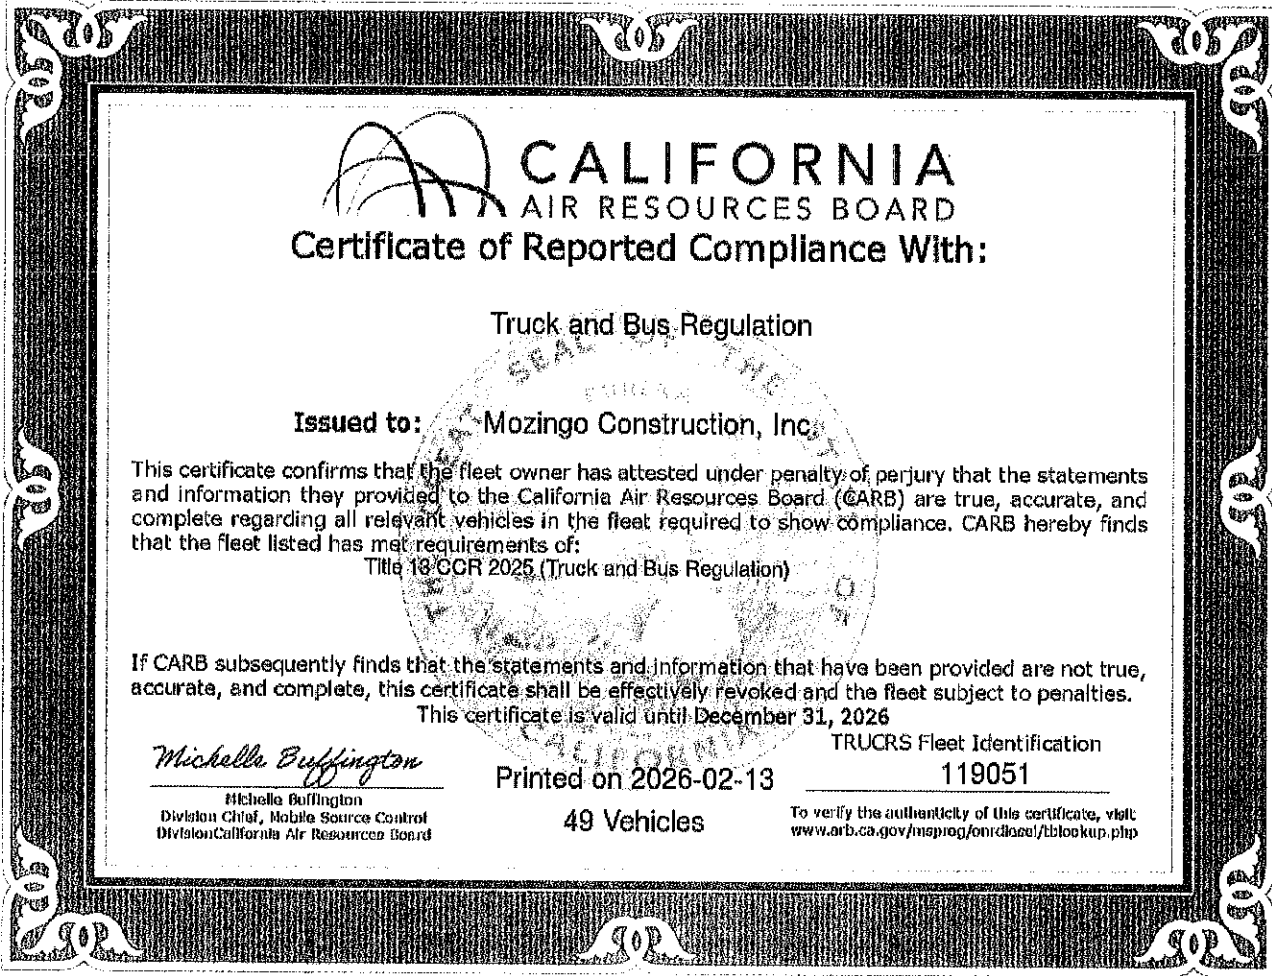 CALIFORNIA
AIR RESOURCES BOARD
Certificate of Reported Compliance With:
Truck and Bus Regulation
SEAL OF THE
EUREKA
Issued to: Mozingo Construction, Inc.
This certificate confirms that the fleet owner has attested under penalty of perjury that the statements
and information they provided to the California Air Resources Board (CARB) are true, accurate, and
complete regarding all relevant vehicles in the fleet required to show compliance. CARB hereby finds
that the fleet listed has met requirements of:
Title 13 CCR 2025 (Truck and Bus Regulation)
If CARB subsequently finds that the statements and information that have been provided are not true,
accurate, and complete, this certificate shall be effectively revoked and the fleet subject to penalties.
This certificate is valid until December 31, 2026
CALIFORNIA
TRUCRS Fleet Identification
119051
Michelle Buffington
Printed on 2026-02-13
Michelle Buffington
Division Chief, Mobile Source Control
DivisionCalifornia Air Resources Board
49 Vehicles
To verify the authenticity of this certificate, visit
www.arb.ca.gov/msprog/onrdiesel/tblookup.php